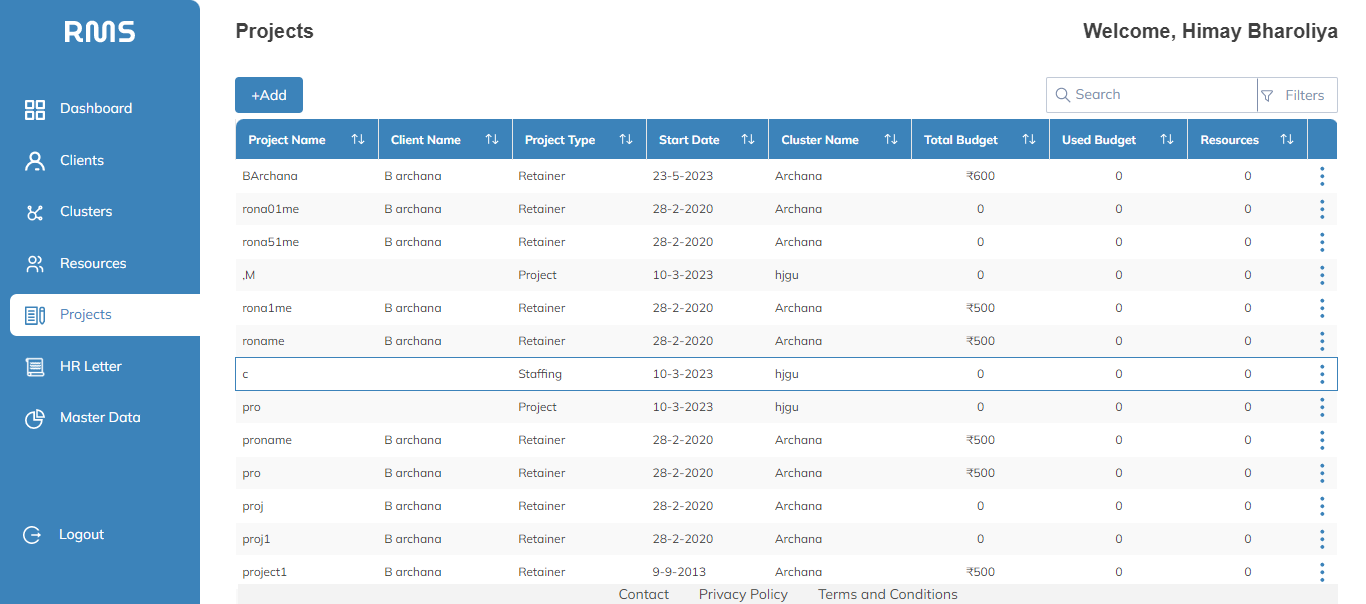 RMS
Projects
Welcome, Himay Bharoliya
Dashboard
Clients
Clusters
Resources
Projects
HR Letter
Master Data
Logout
+Add
Search
Filters
Project Name Client Name Project Type Start Date Cluster Name Total Budget Used Budget Resources
BArchana B archana Retainer 23-5-2023 Archana ₹600 0 0
rona01me B archana Retainer 28-2-2020 Archana 0 0 0
rona51me B archana Retainer 28-2-2020 Archana 0 0 0
,M Project 10-3-2023 hjgu 0 0 0
rona1me B archana Retainer 28-2-2020 Archana ₹500 0 0
roname B archana Retainer 28-2-2020 Archana ₹500 0 0
c Staffing 10-3-2023 hjgu 0 0 0
pro Project 10-3-2023 hjgu 0 0 0
proname B archana Retainer 28-2-2020 Archana ₹500 0 0
pro B archana Retainer 28-2-2020 Archana ₹500 0 0
proj B archana Retainer 28-2-2020 Archana 0 0 0
proj1 B archana Retainer 28-2-2020 Archana 0 0 0
project1 B archana Retainer 9-9-2013 Archana ₹500 0 0
Contact Privacy Policy Terms and Conditions